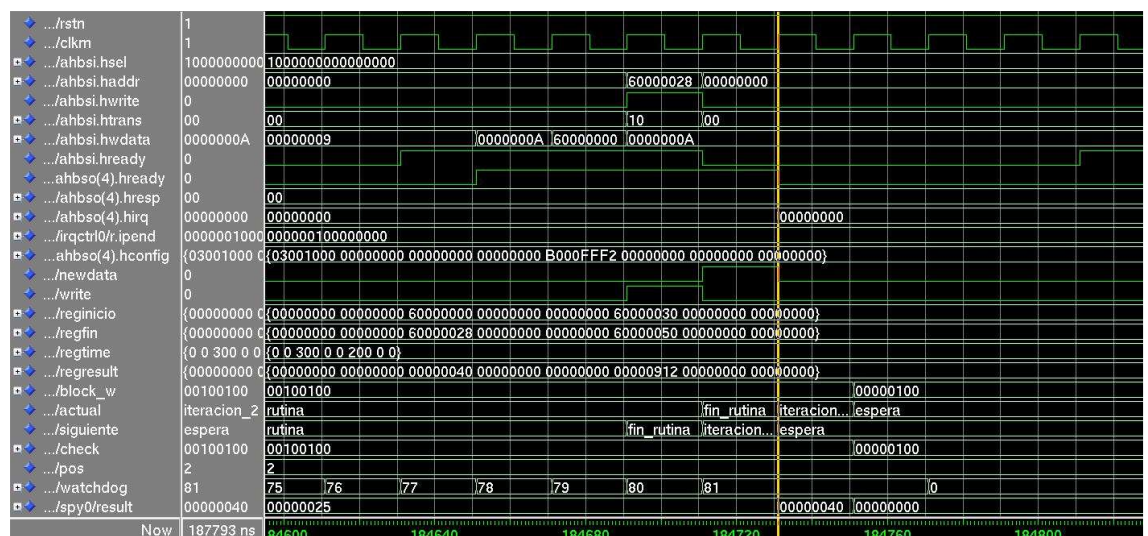 .../rstn 1
.../clkm 1
.../ahbsi.hsel 1000000000 1000000000000000
.../ahbsi.haddr 00000000 00000000 60000028 00000000
.../ahbsi.hwrite 0
.../ahbsi.htrans 00 00 10 00
.../ahbsi.hwdata 0000000A 00000009 0000000A 60000000 0000000A
.../ahbsi.hready 0
...ahbso(4).hready 0
.../ahbso(4).hresp 00 00
.../ahbso(4).hirq 00000000 00000000 00000000
.../irqctrl0/r.ipend 0000001000 000000100000000
...ahbso(4).hconfig {03001000 0 {03001000 00000000 00000000 00000000 B000FFF2 00000000 00000000 00000000}
.../newdata 0
.../write 0
.../reginicio {00000000 0 {00000000 00000000 60000000 00000000 00000000 60000030 00000000 00000000}
.../regfin {00000000 0 {00000000 00000000 60000028 00000000 00000000 60000050 00000000 00000000}
.../regtime {0 0 300 0 0 {0 0 300 0 0 200 0 0}
.../regresult {00000000 0 {00000000 00000000 00000040 00000000 00000000 00000912 00000000 00000000}
.../block_w 00100100 00100100 00000100
.../actual iteracion_2 rutina fin_rutina iteracion... espera
.../siguiente espera rutina fin_rutina iteracion... espera
.../check 00100100 00100100 00000100
.../pos 2 2
.../watchdog 81 75 76 77 78 79 80 81 0
.../spy0/result 00000040 00000025 00000040 00000000
Now 187793 ns 184640 184680 184720 184760 184800